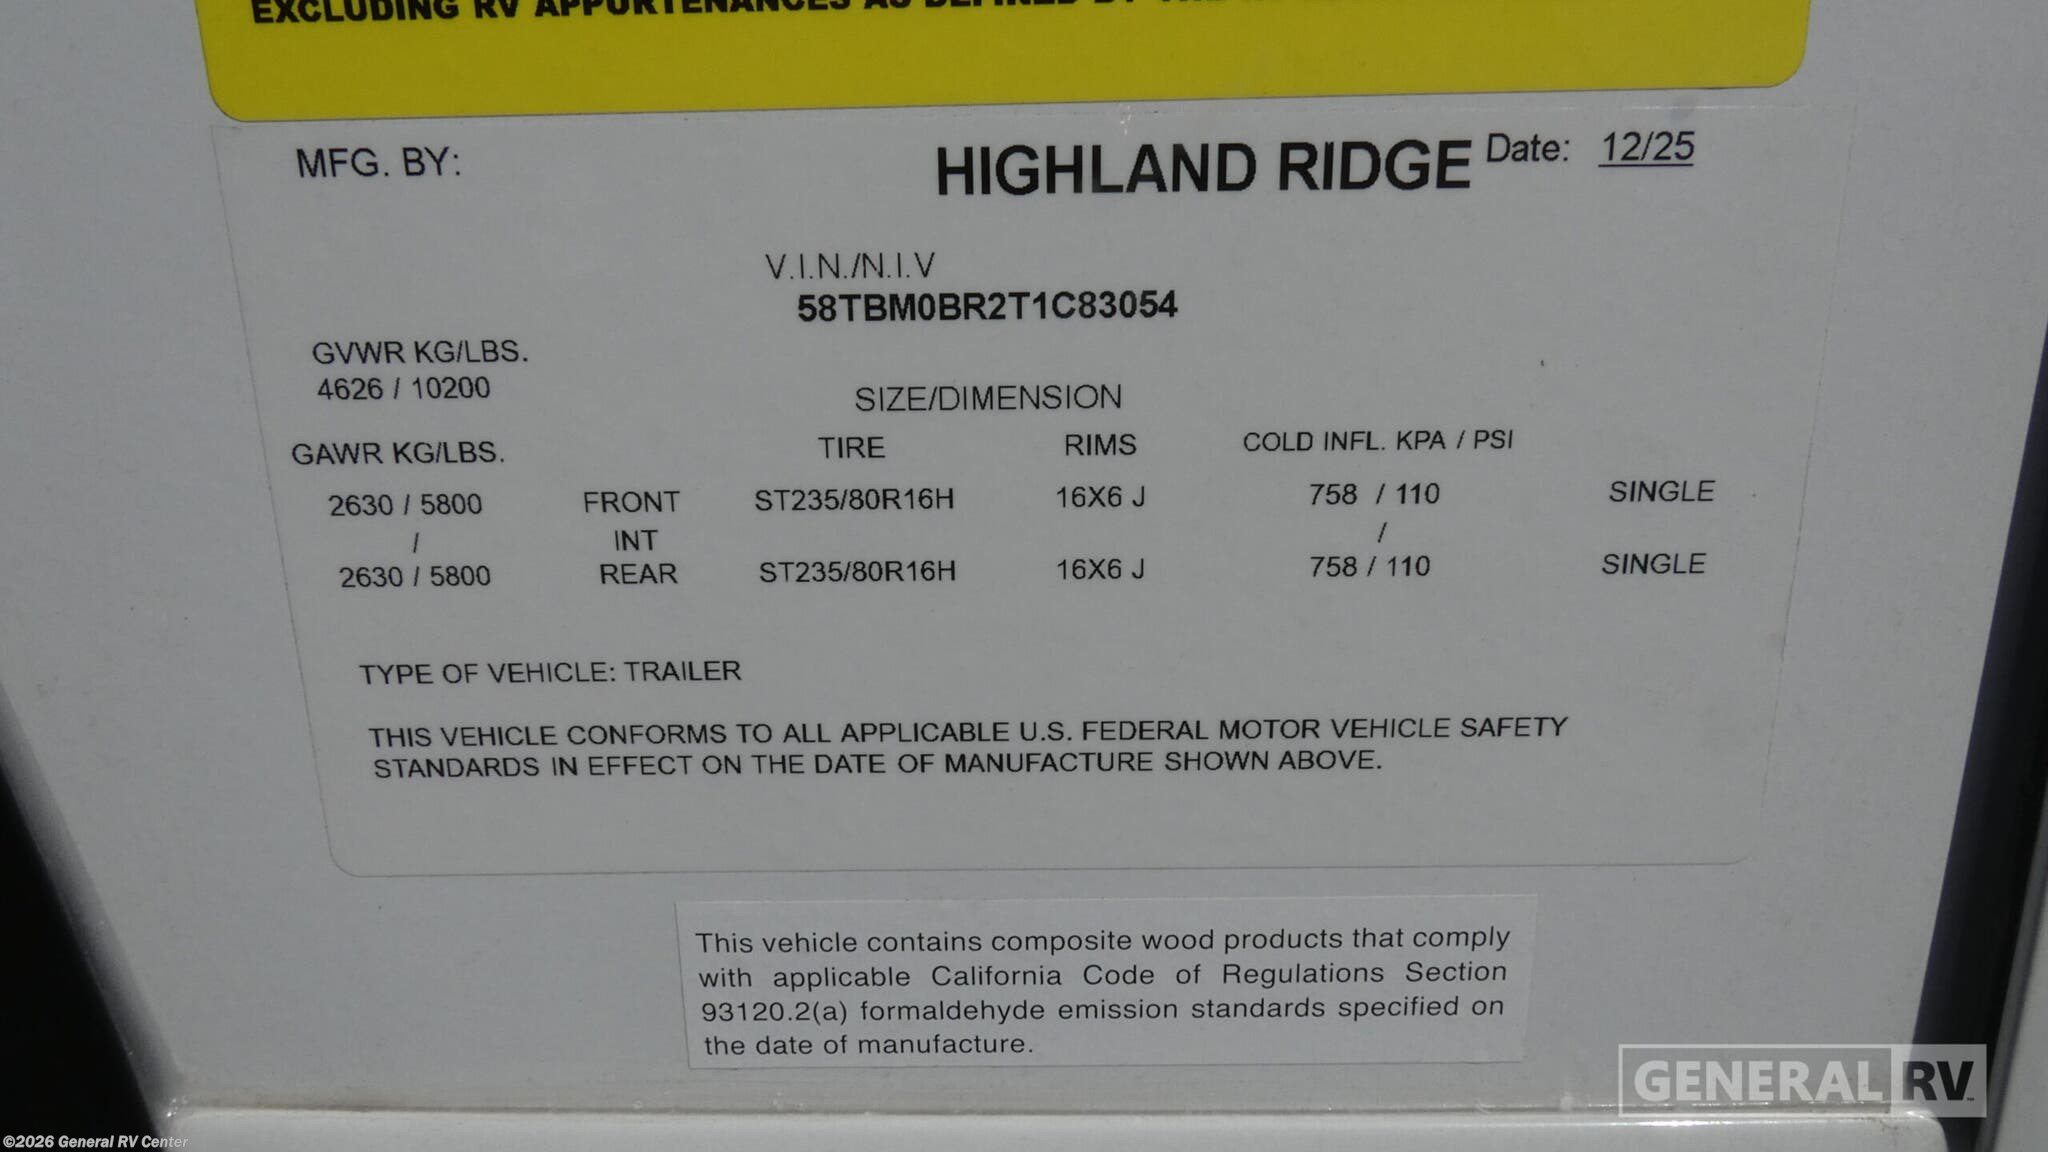 EXCLUDING RV APPURTENANCES AS DEFINED BY THE
MFG. BY: HIGHLAND RIDGE Date: 12/25
V.I.N./N.I.V
58TBM0BR2T1C83054
GVWR KG/LBS.
4626 / 10200
SIZE/DIMENSION
GAWR KG/LBS. TIRE RIMS COLD INFL. KPA / PSI
2630 / 5800 FRONT ST235/80R16H 16X6 J 758 / 110 SINGLE
/ INT /
2630 / 5800 REAR ST235/80R16H 16X6 J 758 / 110 SINGLE
TYPE OF VEHICLE: TRAILER
THIS VEHICLE CONFORMS TO ALL APPLICABLE U.S. FEDERAL MOTOR VEHICLE SAFETY
STANDARDS IN EFFECT ON THE DATE OF MANUFACTURE SHOWN ABOVE.
This vehicle contains composite wood products that comply
with applicable California Code of Regulations Section
93120.2(a) formaldehyde emission standards specified on
the date of manufacture.
GENERAL RV
©2026 General RV Center